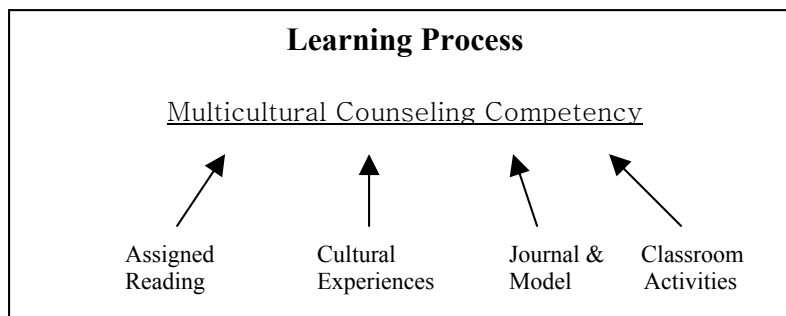 Learning Process
Multicultural Counseling Competency
Assigned Reading
Cultural Experiences
Journal & Model
Classroom Activities